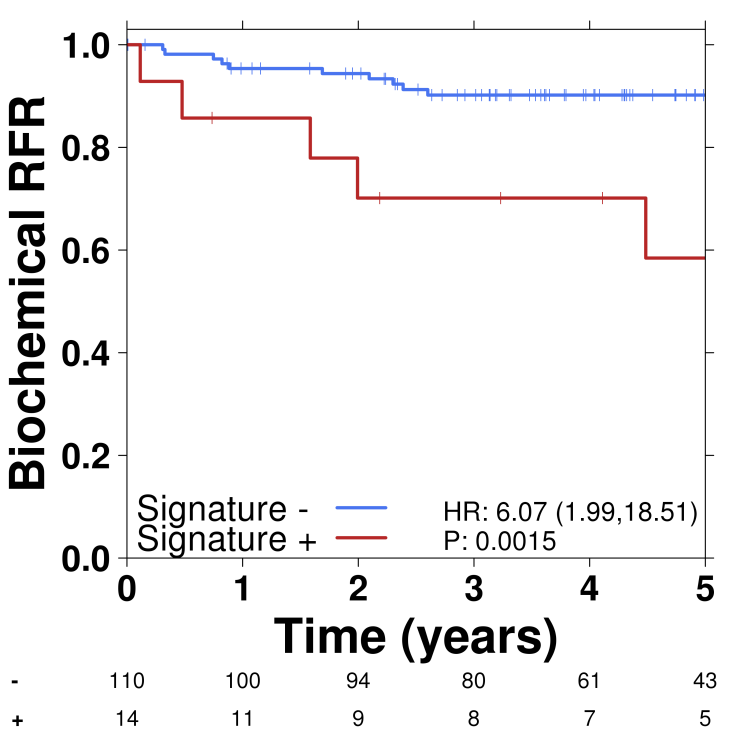 Biochemical RFR
1.0
0.8
0.6
0.4
0.2
0.0
Signature -
HR: 6.07 (1.99,18.51)
Signature +
P: 0.0015
0 1 2 3 4 5
Time (years)
- 110 100 94 80 61 43
+ 14 11 9 8 7 5